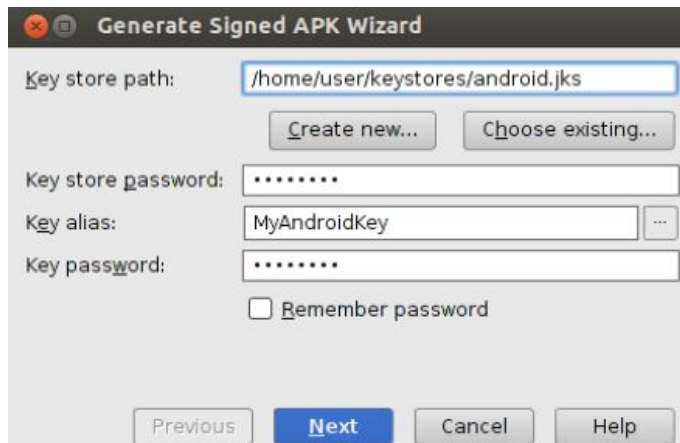 Generate Signed APK Wizard
Key store path: /home/user/keystores/android.jks
Create new... Choose existing...
Key store password: ••••••••
Key alias: MyAndroidKey ...
Key password: ••••••••
Remember password
Previous Next Cancel Help